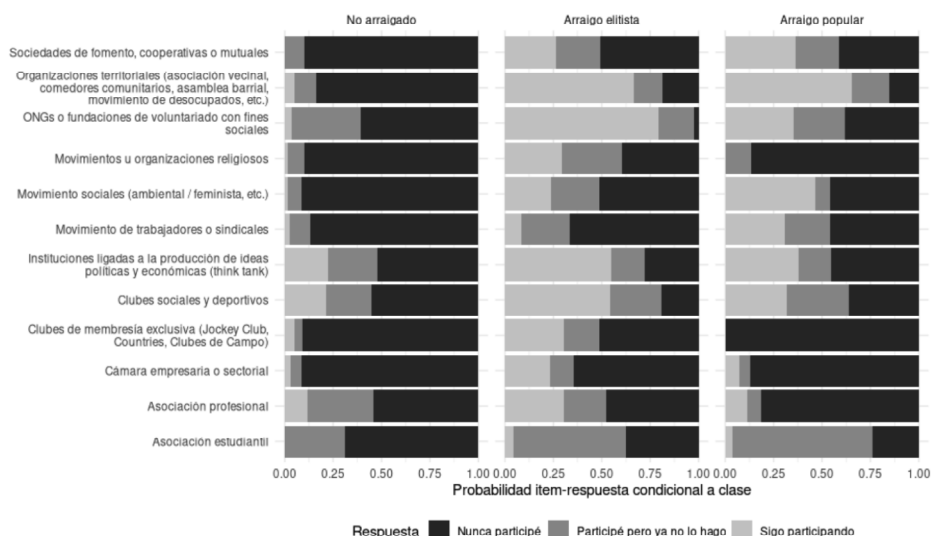 No arraigado
Arraigo elitista
Arraigo popular
Sociedades de fomento, cooperativas o mutuales
Organizaciones territoriales (asociación vecinal,
comedores comunitarios, asamblea barrial,
movimiento de desocupados, etc.)
ONGs o fundaciones de voluntariado con fines
sociales
Movimientos u organizaciones religiosos
Movimiento sociales (ambiental / feminista, etc.)
Movimiento de trabajadores o sindicales
Instituciones ligadas a la producción de ideas
políticas y económicas (think tank)
Clubes sociales y deportivos
Clubes de membresía exclusiva (Jockey Club,
Countries, Clubes de Campo)
Cámara empresaria o sectorial
Asociación profesional
Asociación estudiantil
0.00 0.25 0.50 0.75 1.00 0.00 0.25 0.50 0.75 1.00 0.00 0.25 0.50 0.75 1.00
Probabilidad item-respuesta condicional a clase
Respuesta Nunca participé Participé pero ya no lo hago Sigo participando